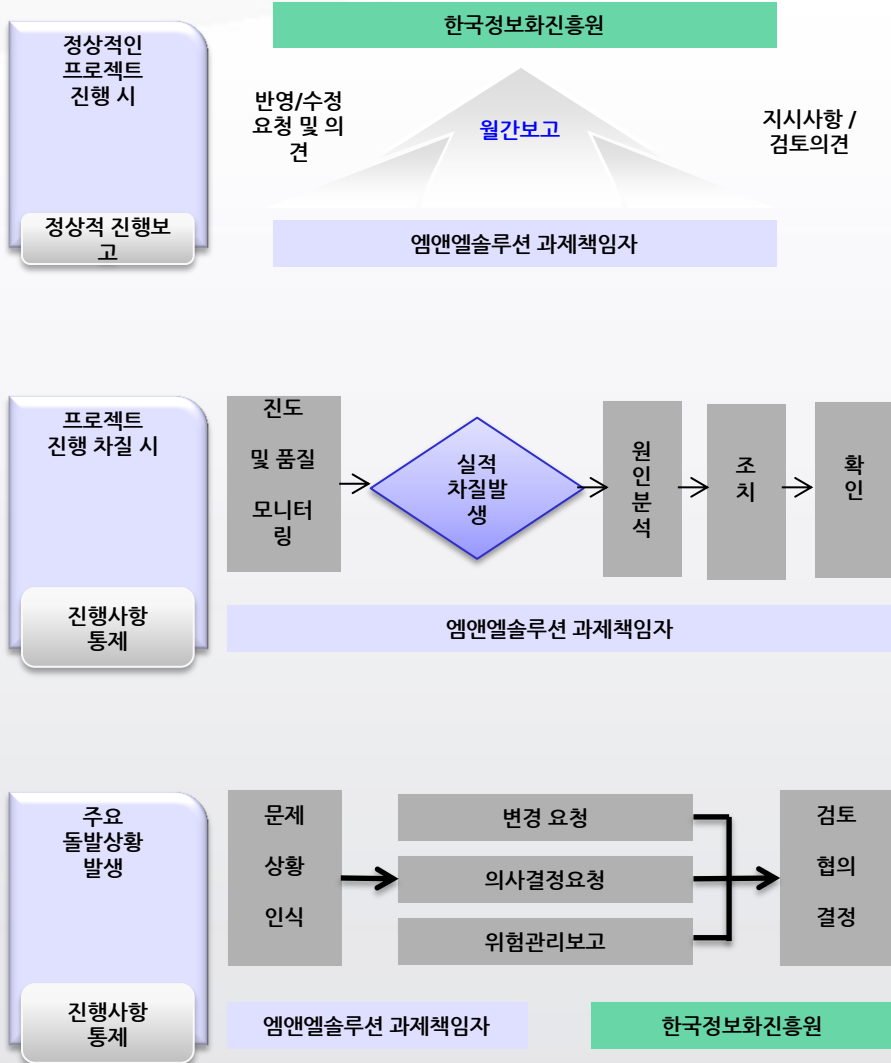 정상적인
프로젝트
진행 시
정상적 진행보
고
한국정보화진흥원
반영/수정
요청 및 의
견
월간보고
지시사항 /
검토의견
엠앤엘솔루션 과제책임자
프로젝트
진행 차질 시
진행사항
통제
진도
및 품질
모니터
링
실적
차질발
생
원
인
분
석
조
치
확
인
엠앤엘솔루션 과제책임자
주요
돌발상황
발생
진행사항
통제
문제
상황
인식
변경 요청
의사결정요청
위험관리보고
검토
협의
결정
엠앤엘솔루션 과제책임자
한국정보화진흥원